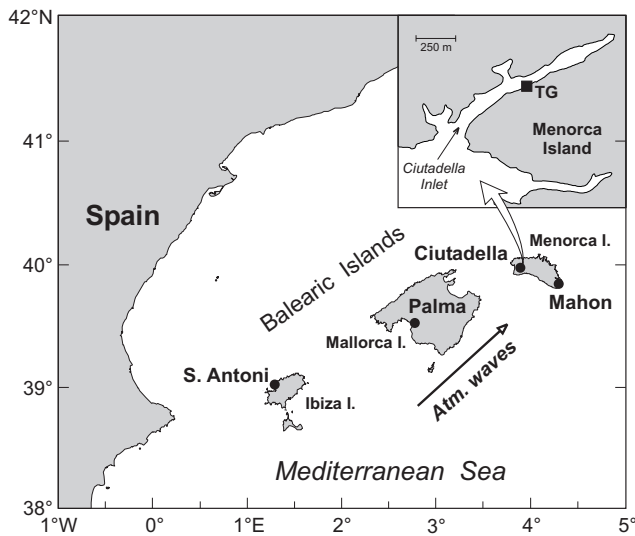 42°N
250 m
TG
Menorca
Island
Ciutadella
Inlet
41°
Spain
Balearic Islands
Ciutadella
Menorca I.
40°
Mahon
Palma
Mallorca I.
S. Antoni
Ibiza I.
Atm. waves
39°
Mediterranean Sea
38°
1°W
0°
1°E
2°
3°
4°
5°